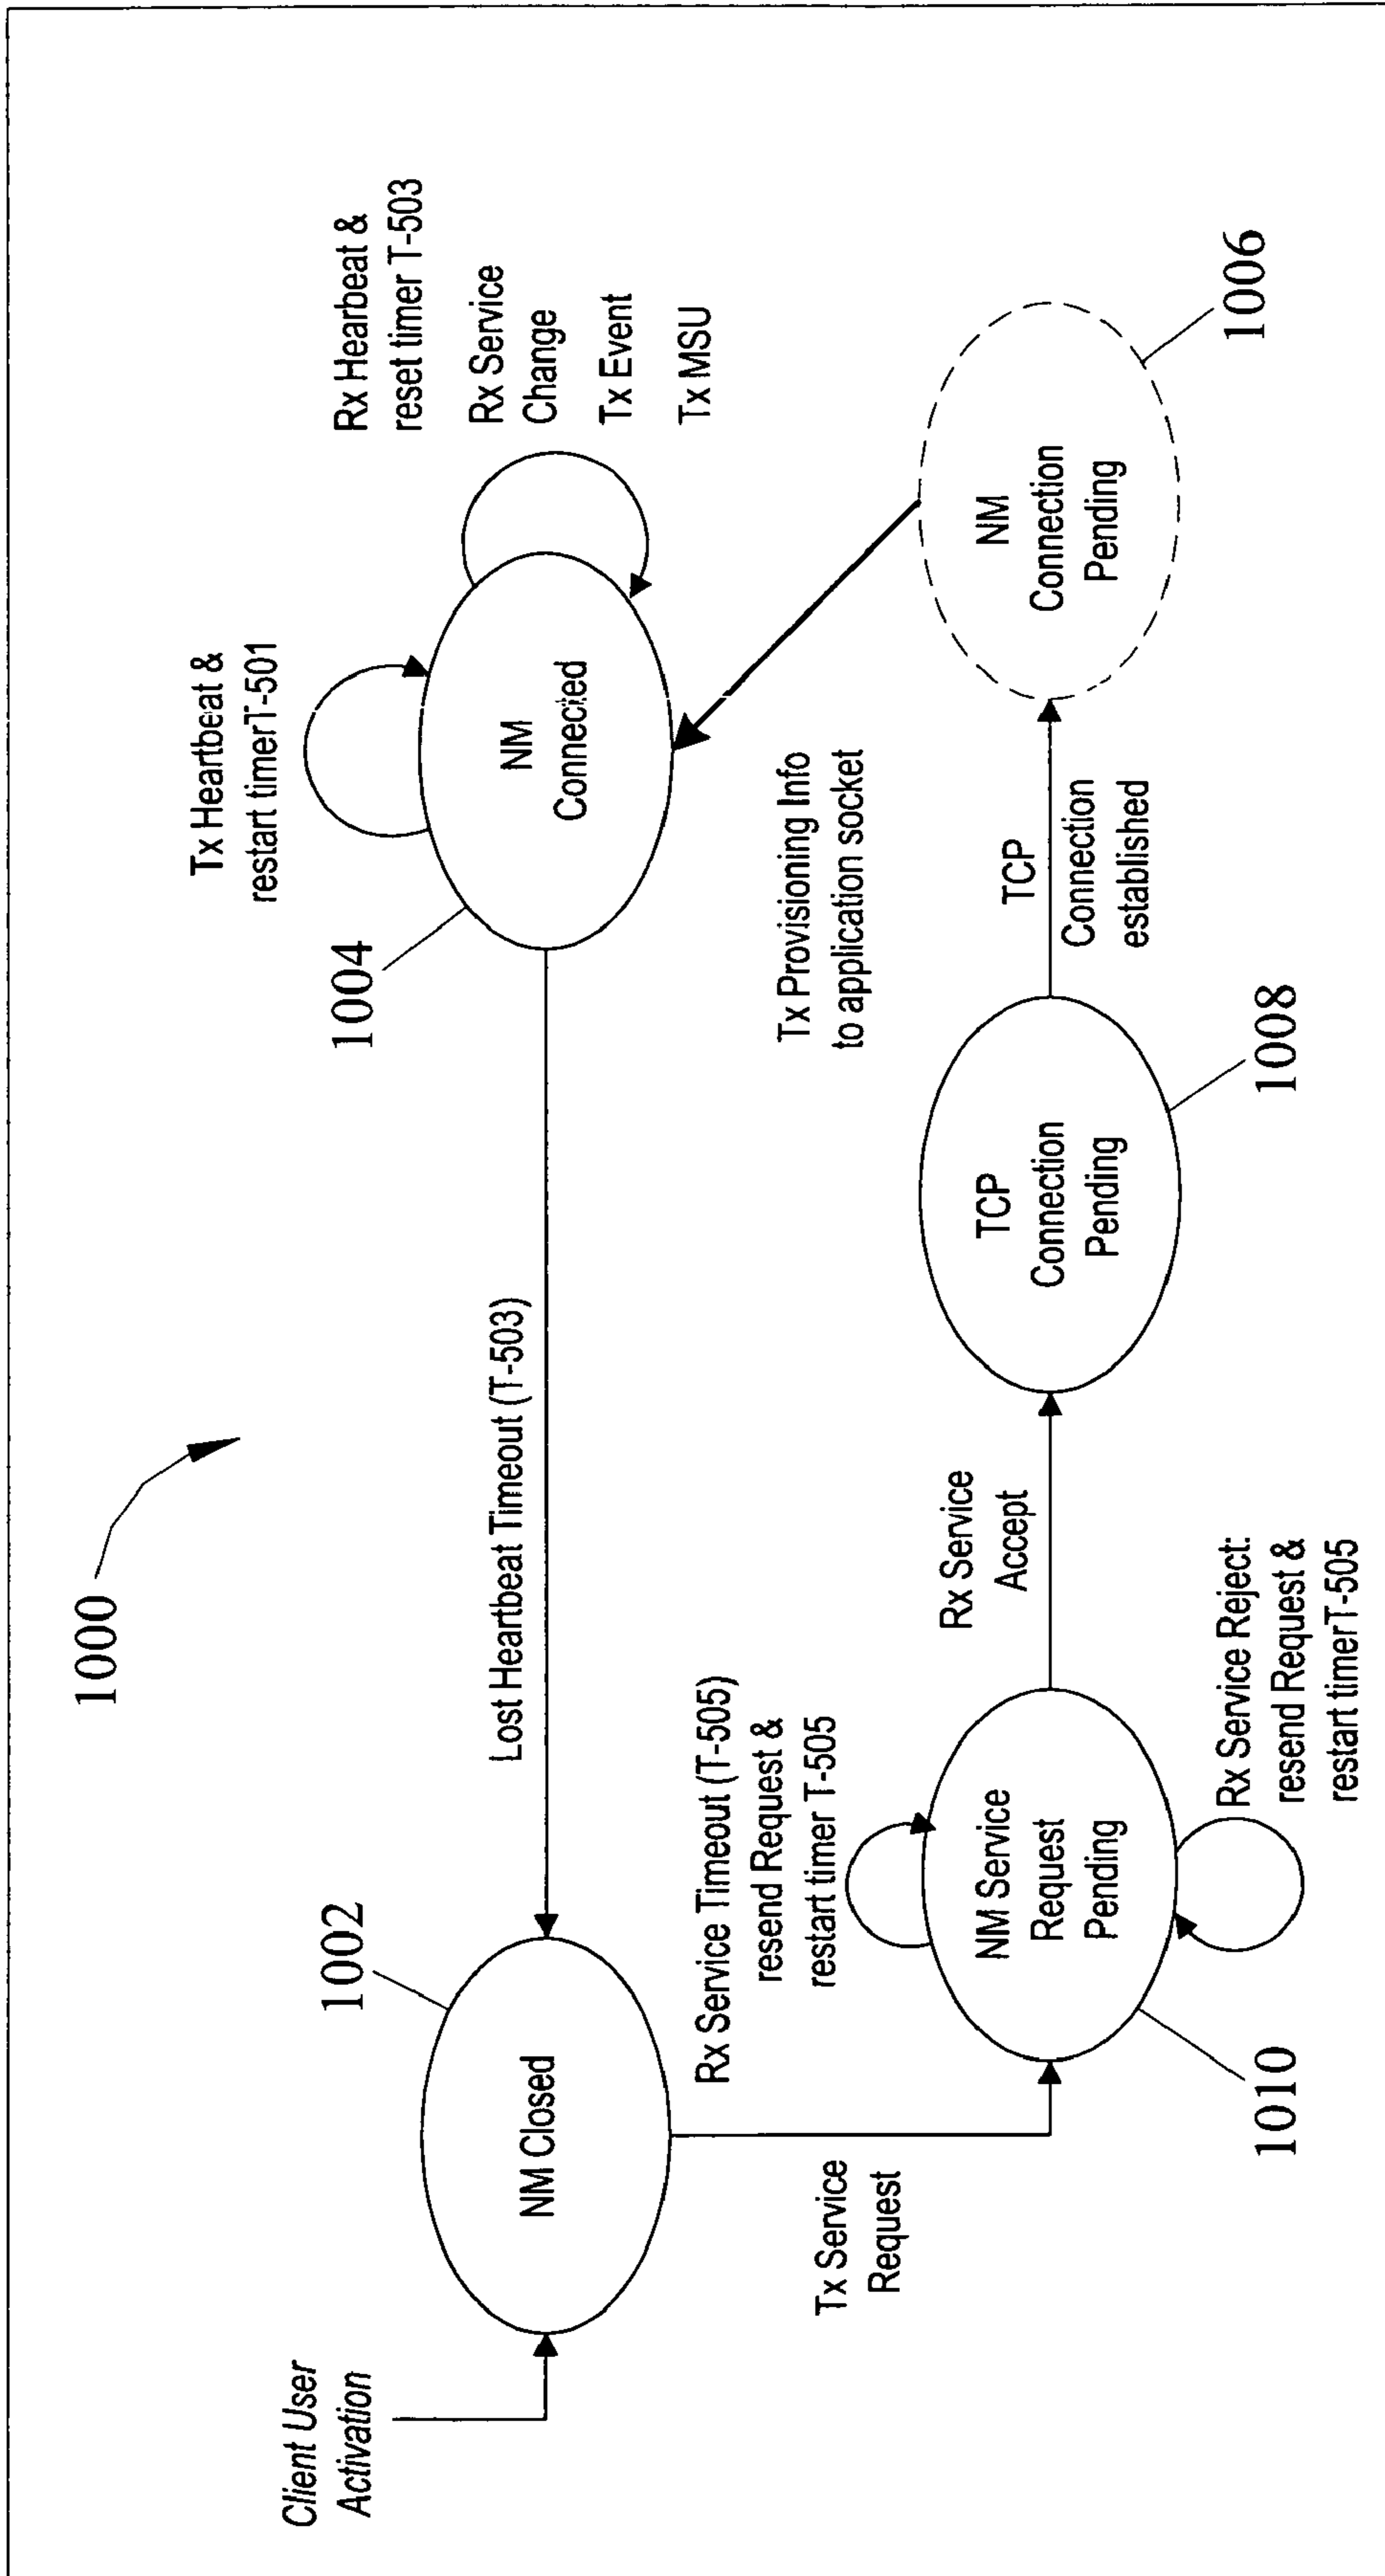 1000
Client User
Activation
1002
NM Closed
Lost Heartbeat Timeout (T-503)
1004
NM
Connected
Tx Heartbeat &
restart timerT-501
Rx Hearbeat &
reset timer T-503
Rx Service
Change
Tx Event
Tx MSU
Tx Service
Request
Rx Service Timeout (T-505)
resend Request &
restart timer T-505
NM Service
Request
Pending
1010
Rx Service Reject:
resend Request &
restart timerT-505
Rx Service
Accept
TCP
Connection
Pending
1008
TCP
Connection
established
Tx Provisioning Info
to application socket
NM
Connection
Pending
1006